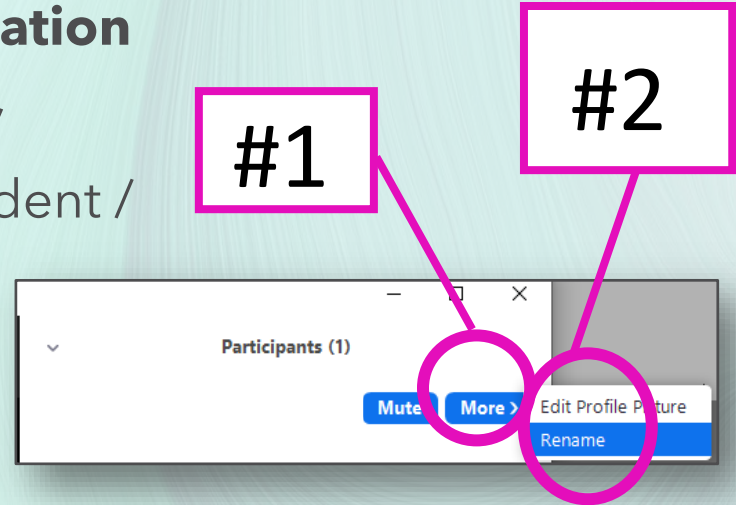 ation
#2
#1
/
dent /
Participants (1)
Mute
More >
Edit Profile Picture
Rename